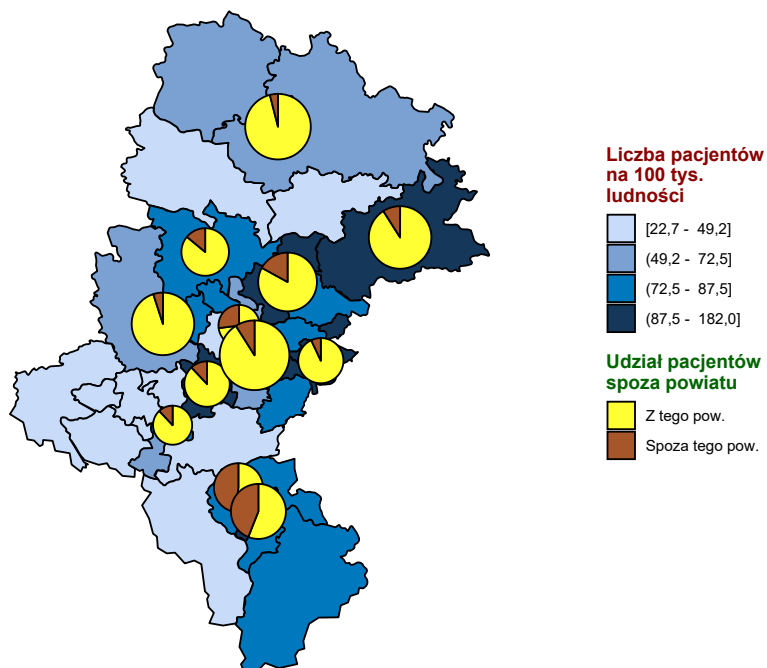 Liczba pacjentów
na 100 tys.
ludności
[22,7 - 49,2]
(49,2 - 72,5]
(72,5 - 87,5]
(87,5 - 182,0]
Udział pacjentów
spoza powiatu
Z tego pow.
Spoza tego pow.